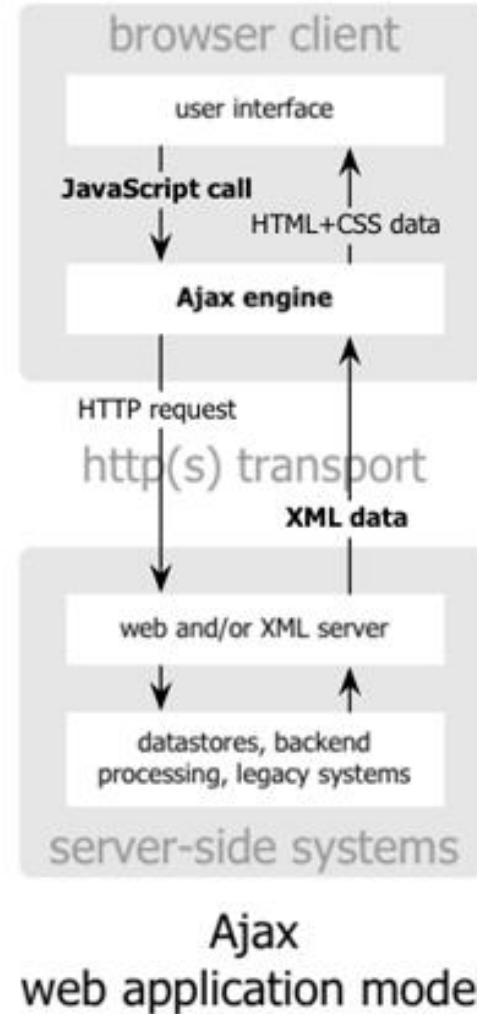 browser client
user interface
JavaScript call
HTML+CSS data
Ajax engine
HTTP request
http(s) transport
XML data
web and/or XML server
datastores, backend
processing, legacy systems
server-side systems
Ajax
web application mode